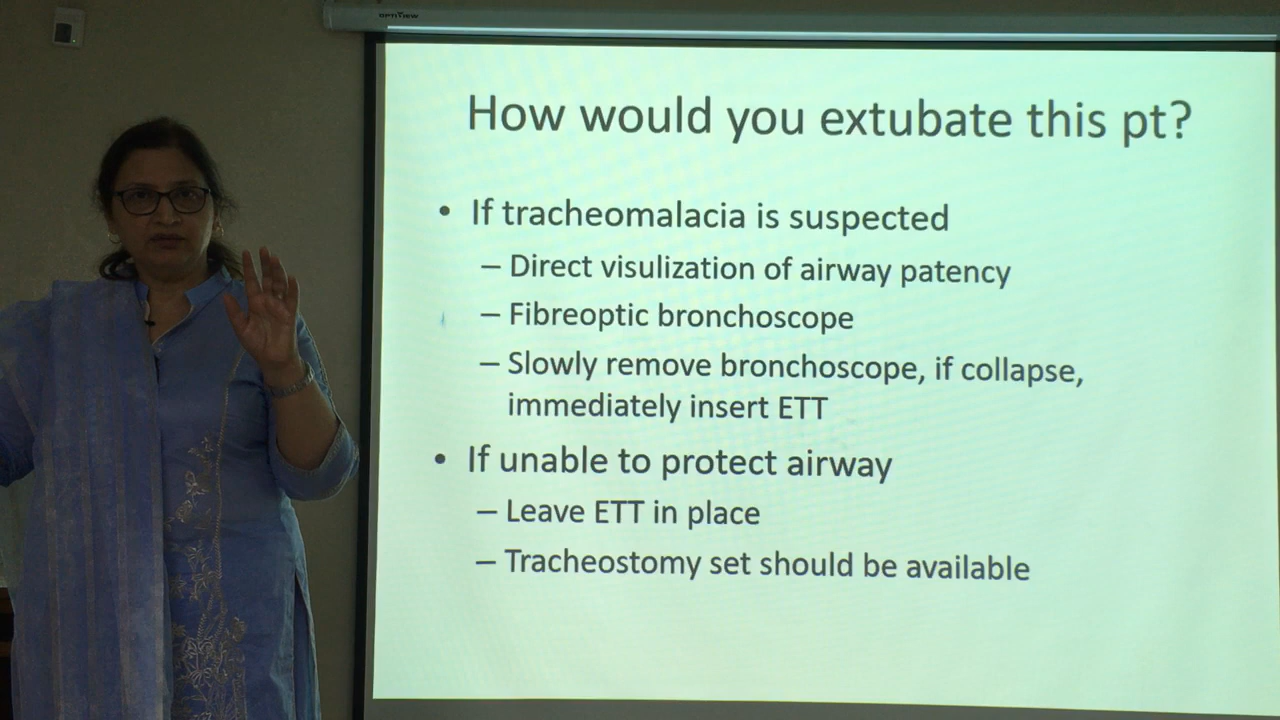 OPTIVIEW
How would you extubate this pt?
• If tracheomalacia is suspected
– Direct visulization of airway patency
– Fibreoptic bronchoscope
– Slowly remove bronchoscope, if collapse,
immediately insert ETT
• If unable to protect airway
– Leave ETT in place
– Tracheostomy set should be available